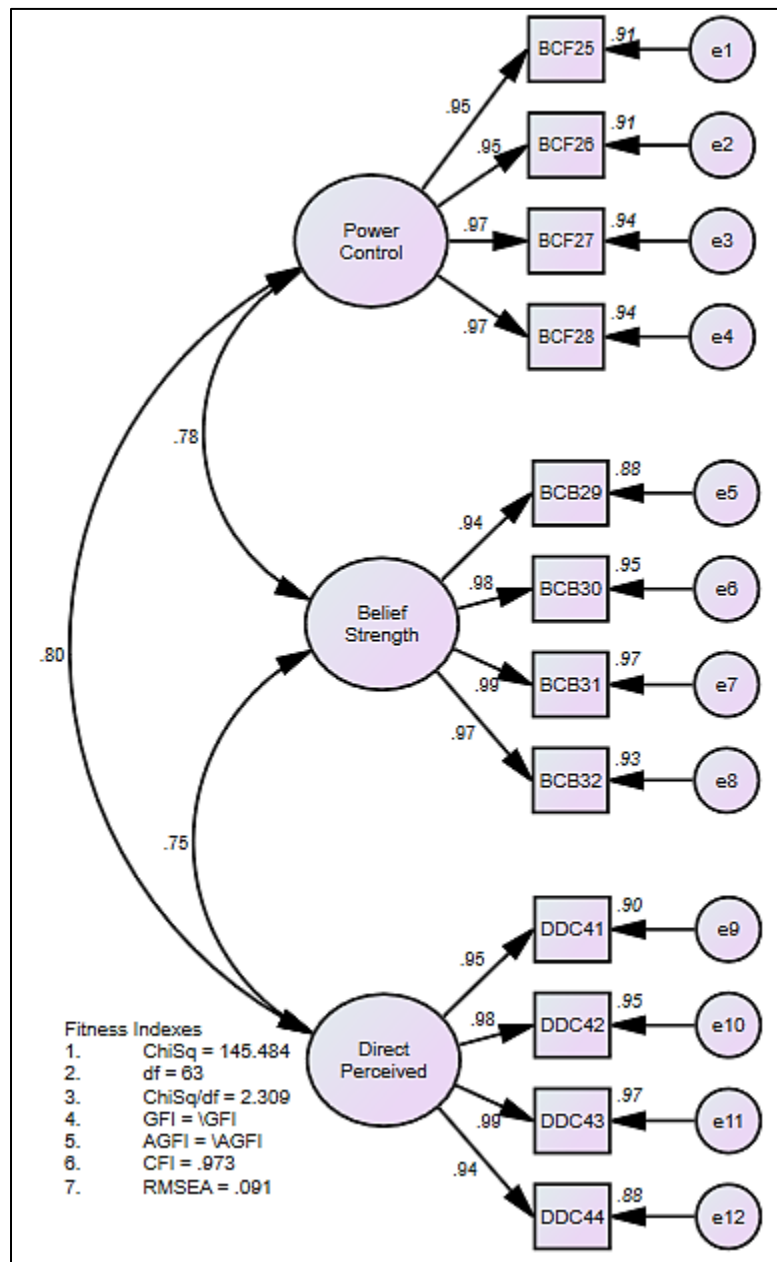 .91
BCF25
e1
.95
.91
BCF26
e2
.95
Power
Control
.94
BCF27
e3
.97
.94
BCF28
e4
.97
.78
.88
BCB29
e5
.94
.95
BCB30
e6
.98
Belief
Strength
.97
BCB31
e7
.99
.93
BCB32
e8
.97
.80
.75
.90
DDC41
e9
.95
.95
DDC42
e10
.98
Direct
Perceived
.97
DDC43
e11
.99
.88
DDC44
e12
.94
Fitness Indexes
1. ChiSq = 145.484
2. df = 63
3. ChiSq/df = 2.309
4. GFI = \GFI
5. AGFI = \AGFI
6. CFI = .973
7. RMSEA = .091